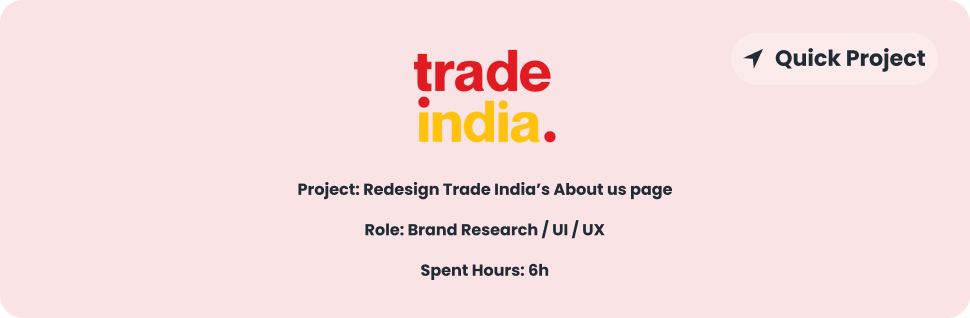 Quick Project
trade
india.
Project: Redesign Trade India’s About us page
Role: Brand Research / UI / UX
Spent Hours: 6h